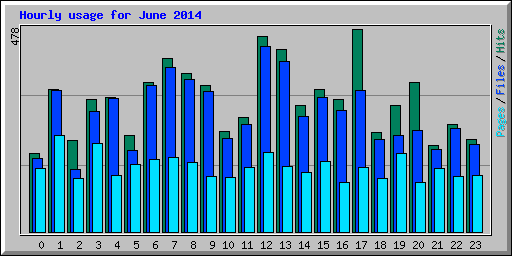 Hourly usage for June 2014
478
Pages/Files/Hits
0 1 2 3 4 5 6 7 8 9 10 11 12 13 14 15 16 17 18 19 20 21 22 23